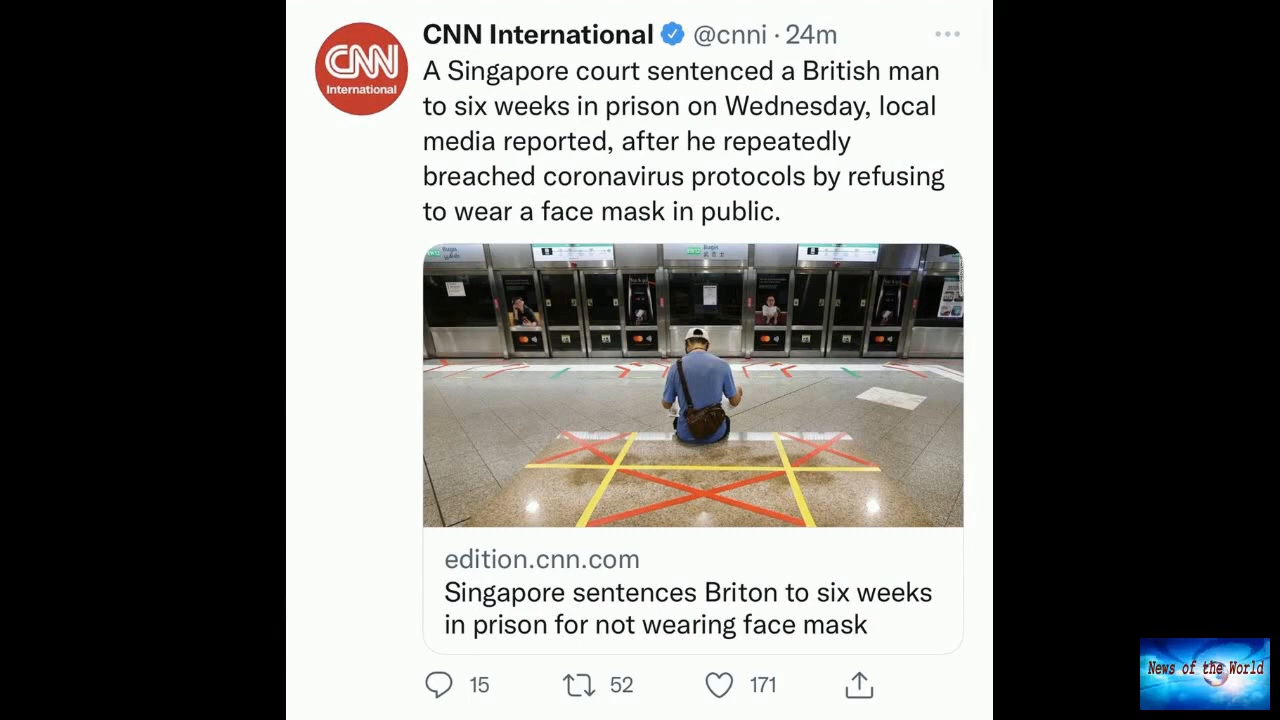 CNN International @cnni · 24m
CNN
International
A Singapore court sentenced a British man
to six weeks in prison on Wednesday, local
media reported, after he repeatedly
breached coronavirus protocols by refusing
to wear a face mask in public.
Bugis
Bugis
edition.cnn.com
Singapore sentences Briton to six weeks
in prison for not wearing face mask
15 52 171
News of the World